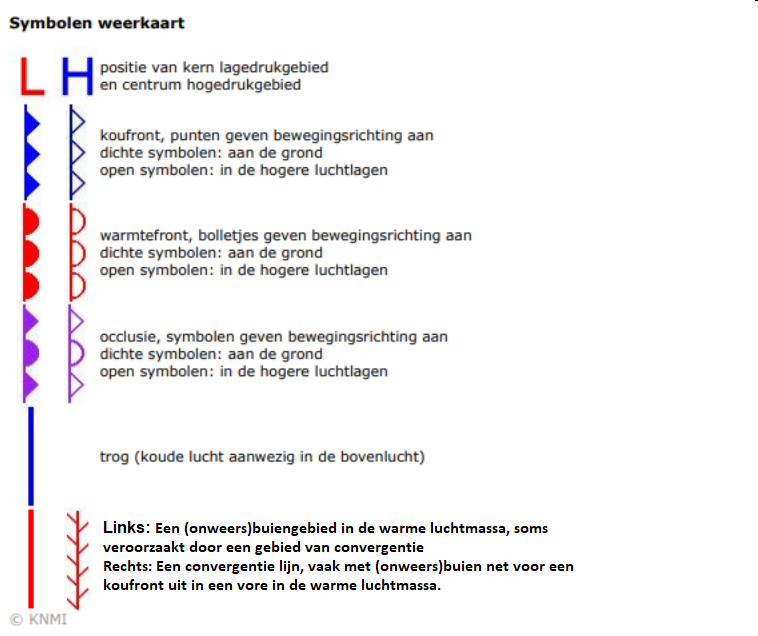 Symbolen weerkaart
L H positie van kern lagedrukgebied
en centrum hogedrukgebied
koufront, punten geven bewegingsrichting aan
dichte symbolen: aan de grond
open symbolen: in de hogere luchtlagen
warmtefront, bolletjes geven bewegingsrichting aan
dichte symbolen: aan de grond
open symbolen: in de hogere luchtlagen
occlusie, symbolen geven bewegingsrichting aan
dichte symbolen: aan de grond
open symbolen: in de hogere luchtlagen
trog (koude lucht aanwezig in de bovenlucht)
Links: Een (onweers)buiengebied in de warme luchtmassa, soms
veroorzaakt door een gebied van convergentie
Rechts: Een convergentie lijn, vaak met (onweers)buien net voor een
koufront uit in een vore in de warme luchtmassa.
© KNMI